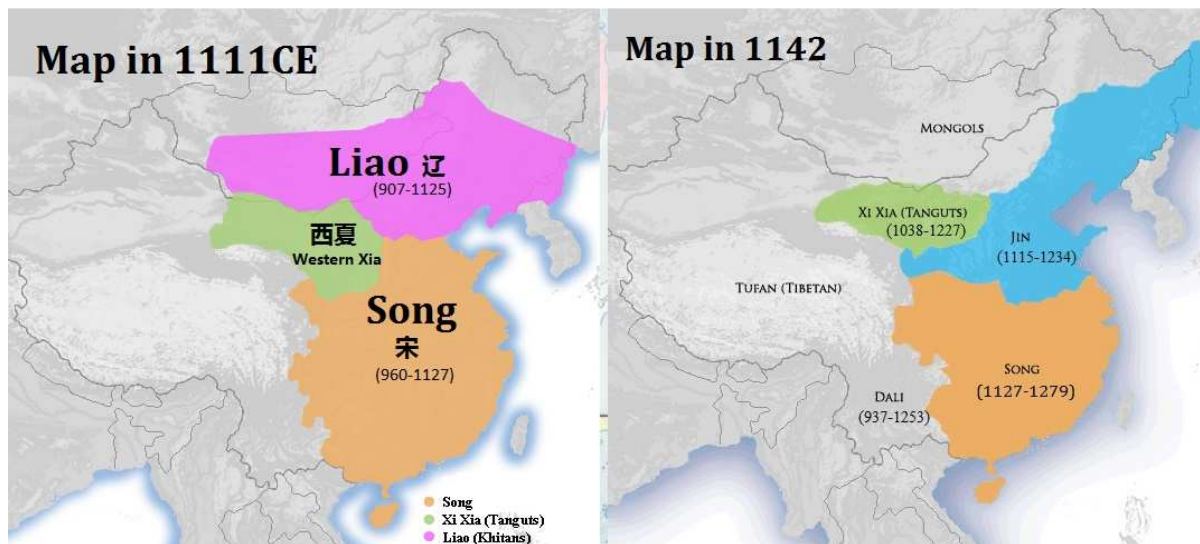 Map in 1111CE
Liao 辽
(907-1125)
西夏
Western Xia
Song
宋
(960-1127)
Song
Xi Xia (Tanguts)
Liao (Khitans)
Map in 1142
MONGOLS
XI XIA (TANGUTS)
(1038-1227)
JIN
(1115-1234)
TUFAN (TIBETAN)
SONG
(1127-1279)
DALI
(937-1253)